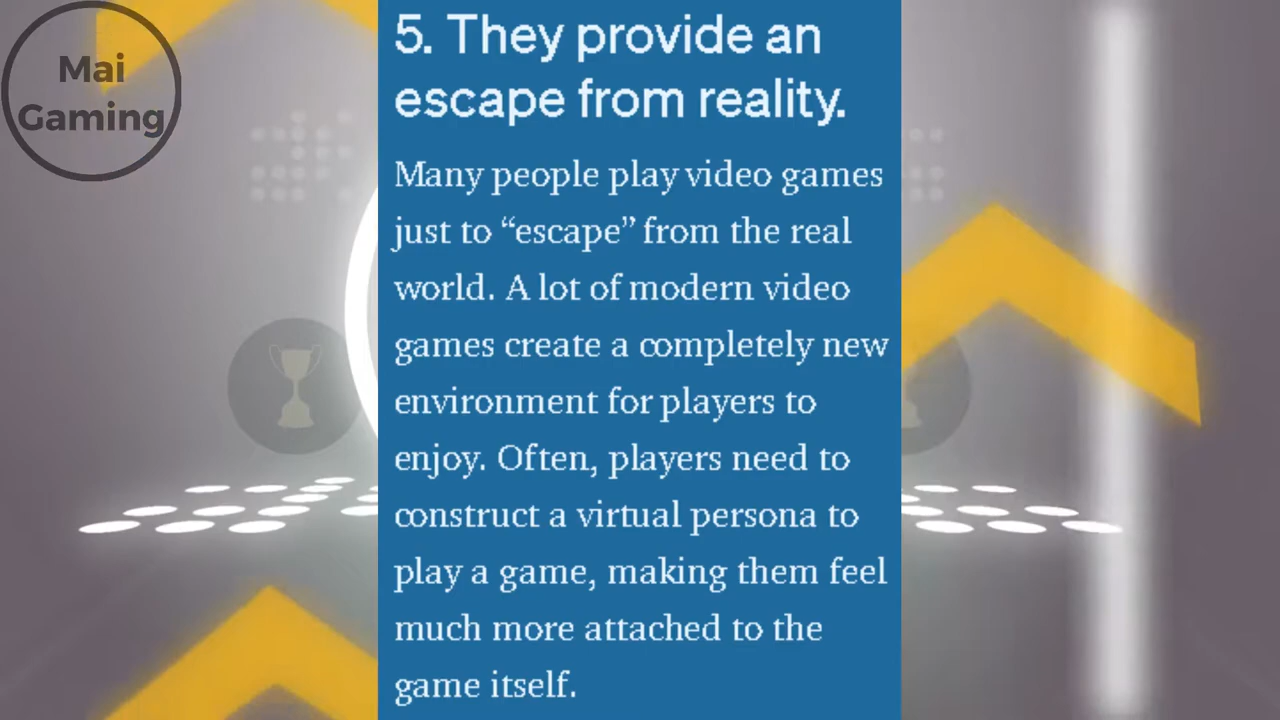 Mai
Gaming
5. They provide an
escape from reality.
Many people play video games
just to “escape” from the real
world. A lot of modern video
games create a completely new
environment for players to
enjoy. Often, players need to
construct a virtual persona to
play a game, making them feel
much more attached to the
game itself.